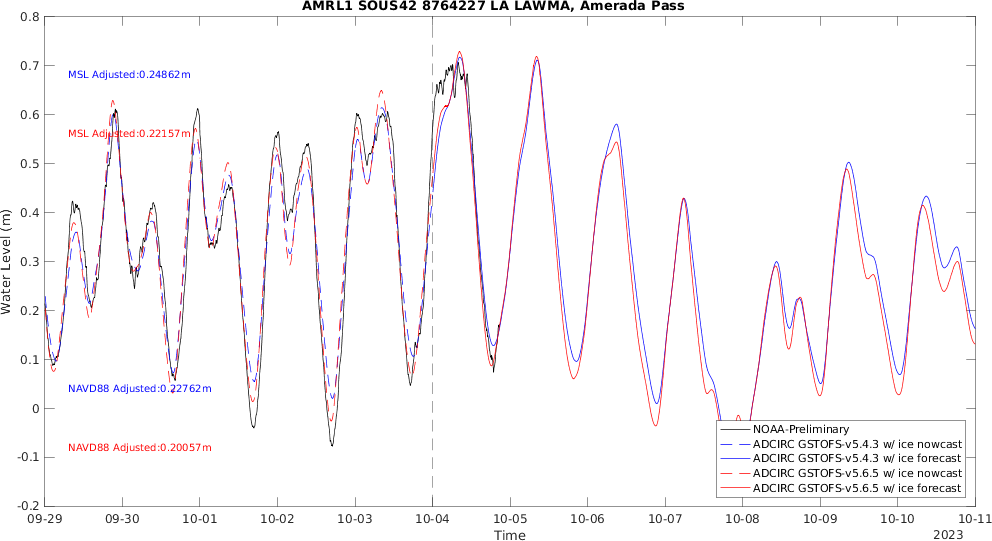 AMRL1 SOUS42 8764227 LA LAWMA, Amerada Pass
0.8
0.7
0.6
0.5
0.4
0.3
0.2
0.1
0
-0.1
-0.2
Water Level (m)
MSL Adjusted:0.24862m
MSL Adjusted:0.22157m
NAVD88 Adjusted:0.22762m
NAVD88 Adjusted:0.20057m
NOAA-Preliminary
ADCIRC GSTOFS-v5.4.3 w/ ice nowcast
ADCIRC GSTOFS-v5.4.3 w/ ice forecast
ADCIRC GSTOFS-v5.6.5 w/ ice nowcast
ADCIRC GSTOFS-v5.6.5 w/ ice forecast
09-29 09-30 10-01 10-02 10-03 10-04 10-05 10-06 10-07 10-08 10-09 10-10 10-11
Time
2023